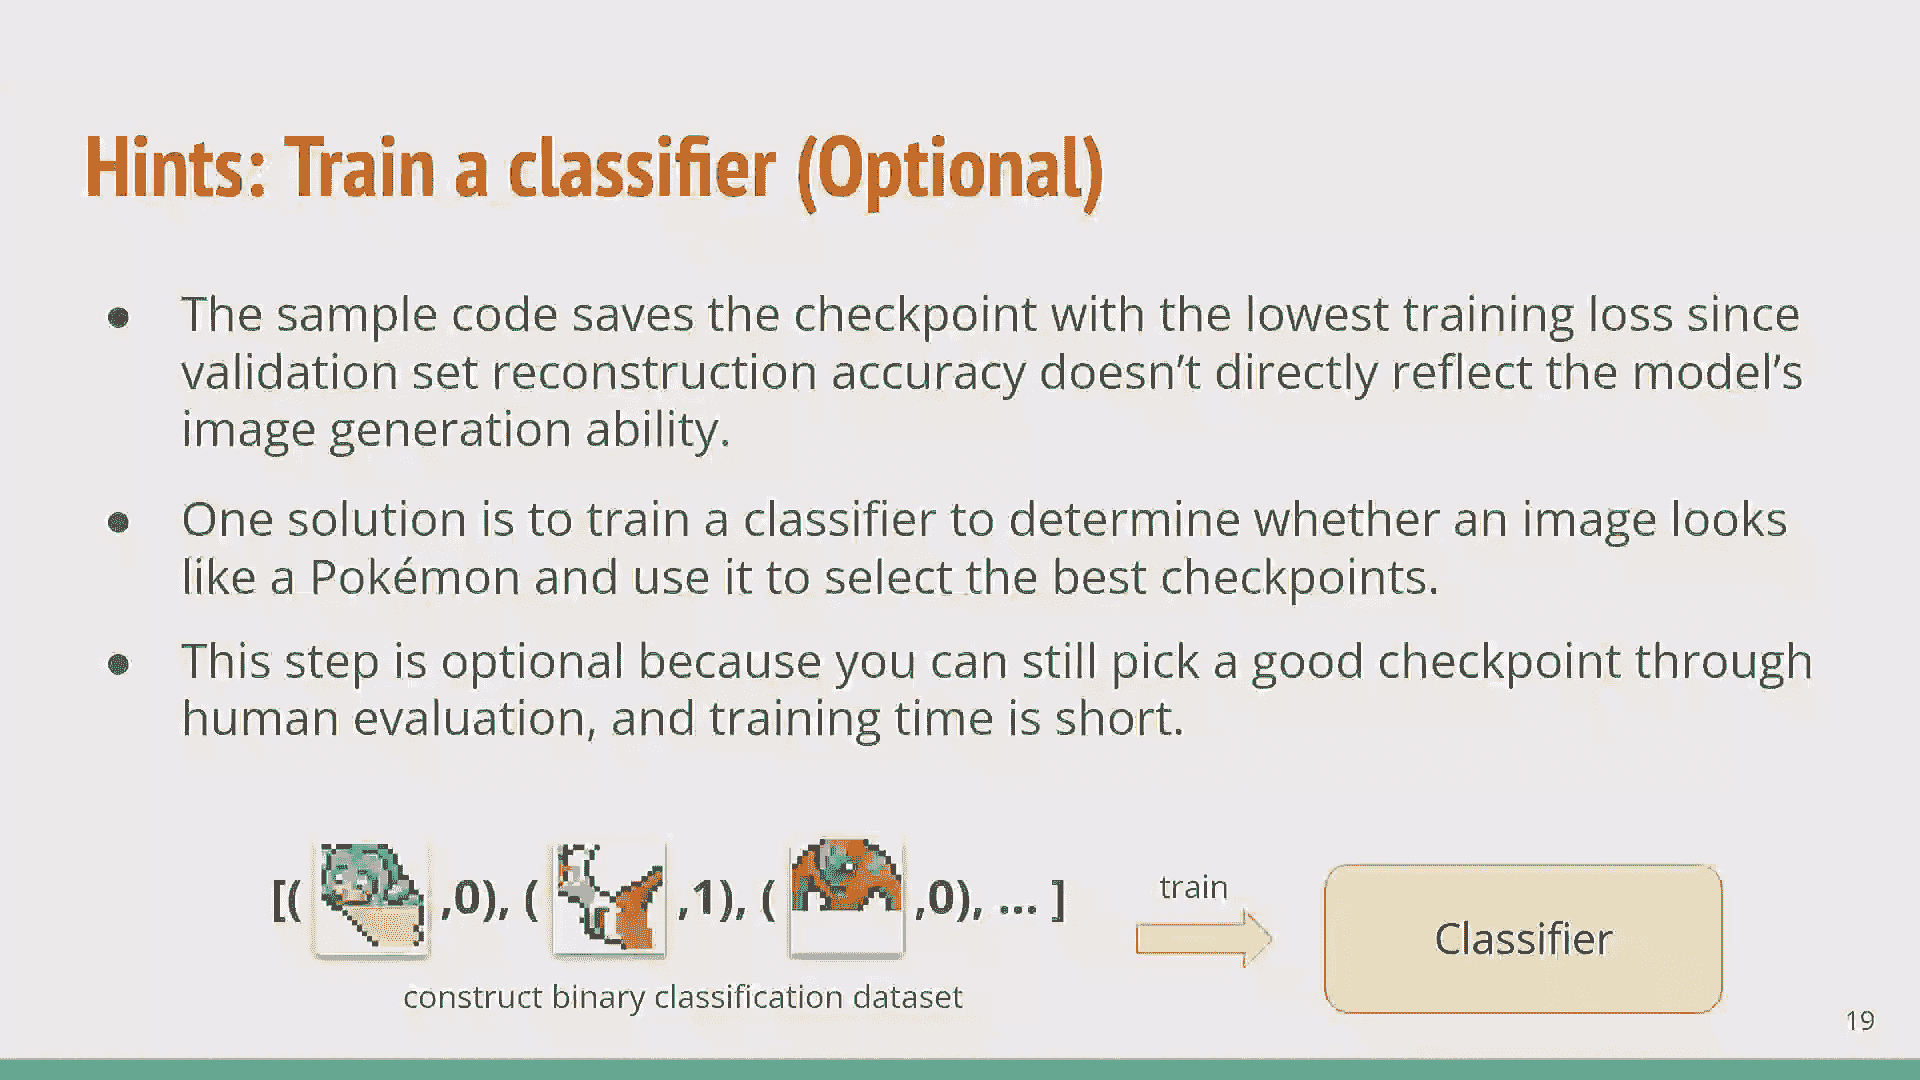 Hints: Train a classifier (Optional)
● The sample code saves the checkpoint with the lowest training loss since
validation set reconstruction accuracy doesn’t directly reflect the model’s
image generation ability.
● One solution is to train a classifier to determine whether an image looks
like a Pokémon and use it to select the best checkpoints.
● This step is optional because you can still pick a good checkpoint through
human evaluation, and training time is short.
[( ,0), ( ,1), ( ,0), ... ]
train
Classifier
construct binary classification dataset
19